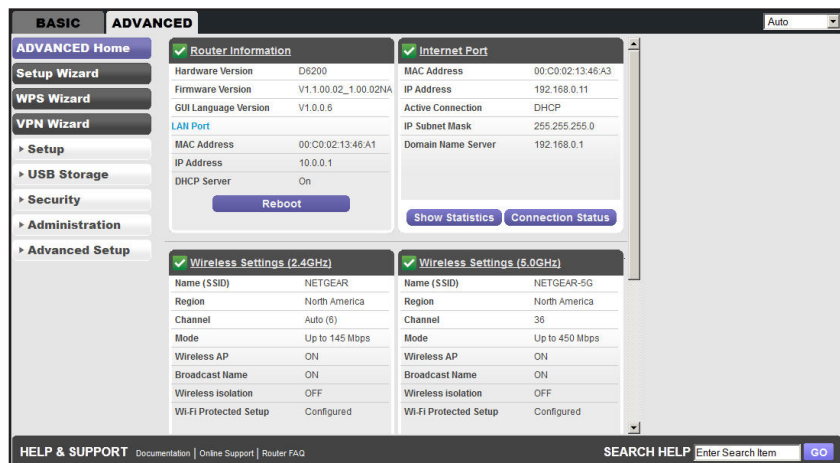 BASIC ADVANCED Auto
ADVANCED Home
Setup Wizard
WPS Wizard
VPN Wizard
Setup
USB Storage
Security
Administration
Advanced Setup
Router Information
Hardware Version D6200
Firmware Version V1.1.00.02_1.00.02NA
GUI Language Version V1.0.0.6
LAN Port
MAC Address 00:C0:02:13:46:A1
IP Address 10.0.0.1
DHCP Server On
Reboot
Internet Port
MAC Address 00:C0:02:13:46:A3
IP Address 192.168.0.11
Active Connection DHCP
IP Subnet Mask 255.255.255.0
Domain Name Server 192.168.0.1
Show Statistics Connection Status
Wireless Settings (2.4GHz)
Name (SSID) NETGEAR
Region North America
Channel Auto (6)
Mode Up to 145 Mbps
Wireless AP ON
Broadcast Name ON
Wireless isolation OFF
Wi-Fi Protected Setup Configured
Wireless Settings (5.0GHz)
Name (SSID) NETGEAR-5G
Region North America
Channel 36
Mode Up to 450 Mbps
Wireless AP ON
Broadcast Name ON
Wireless isolation OFF
Wi-Fi Protected Setup Configured
HELP & SUPPORT Documentation | Online Support | Router FAQ SEARCH HELP Enter Search Item GO